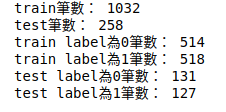 train筆數： 1032
test筆數： 258
train label為0筆數： 514
train label為1筆數： 518
test label為0筆數： 131
test label為1筆數： 127